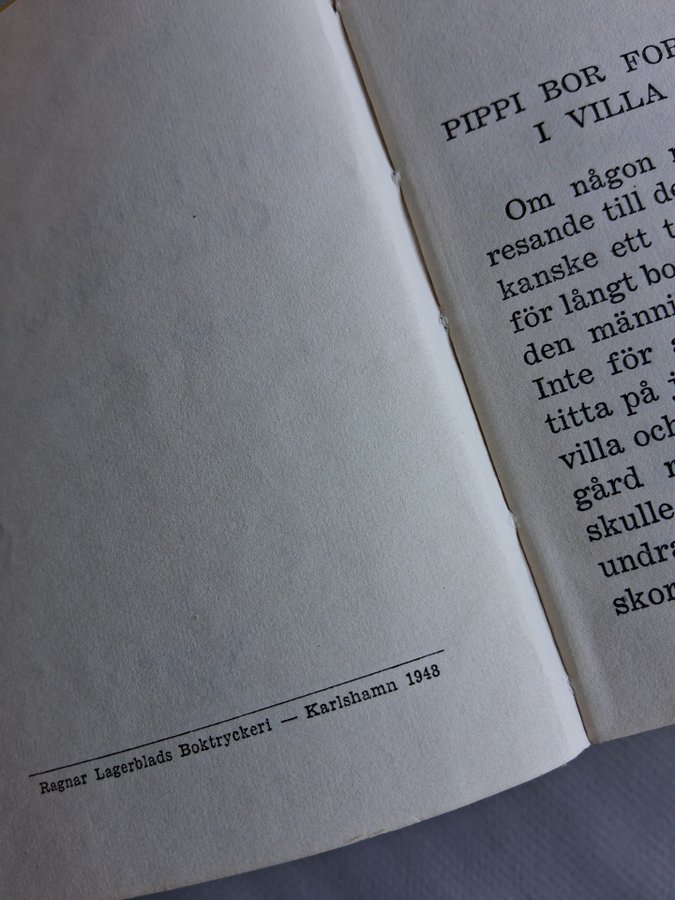 Ragnar Lagerblads Boktryckeri — Karlshamn 1948
PIPPI BOR FOR
I VILLA
Om någon
resande till de
kanske ett
för långt bo
den männi
Inte för
titta på
villa och
gård
skulle
undra
skor